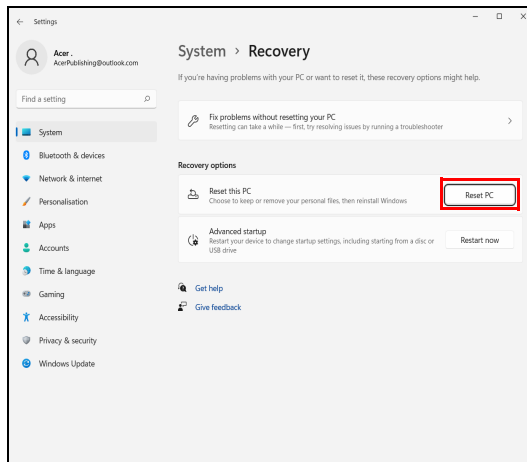 Settings
Acer .
AcerPublishing@outlook.com
Find a setting
System
Bluetooth & devices
Network & internet
Personalisation
Apps
Accounts
Time & language
Gaming
Accessibility
Privacy & security
Windows Update
System > Recovery
If you're having problems with your PC or want to reset it, these recovery options might help.
Fix problems without resetting your PC
Resetting can take a while — first, try resolving issues by running a troubleshooter
Recovery options
Reset this PC
Choose to keep or remove your personal files, then reinstall Windows
Reset PC
Advanced startup
Restart your device to change startup settings, including starting from a disc or
USB drive
Restart now
Get help
Give feedback